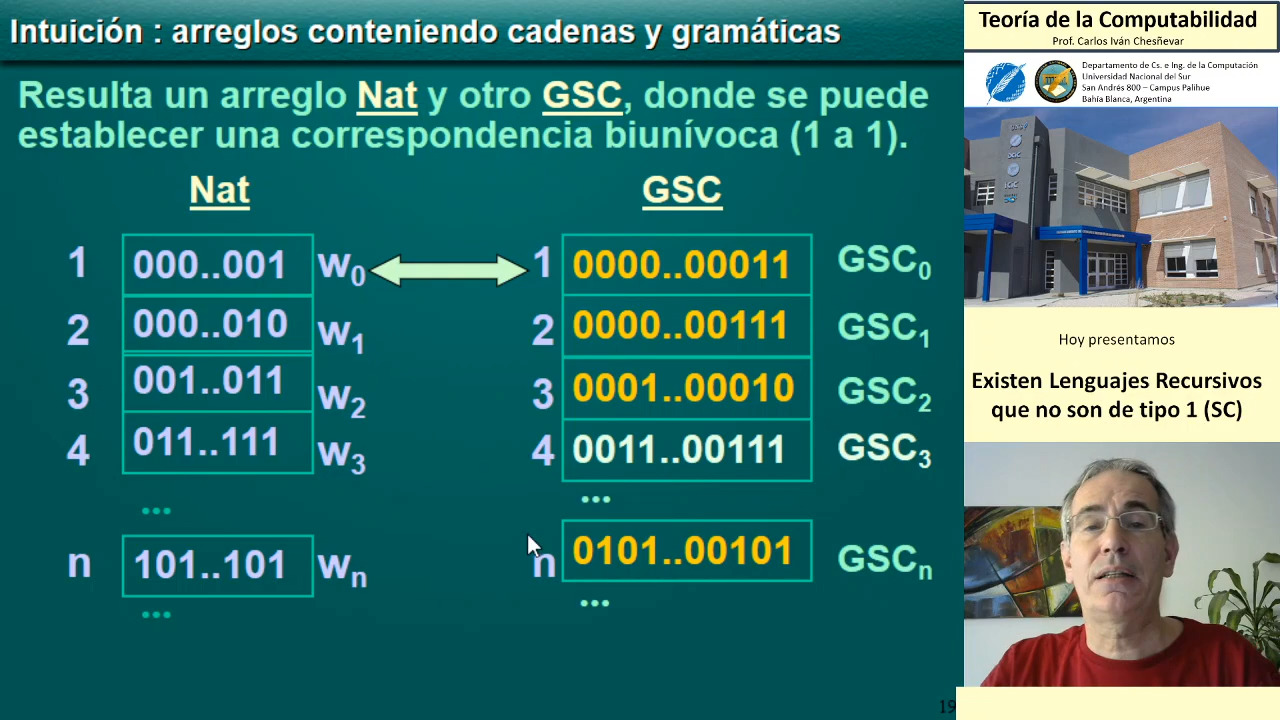 Intuición : arreglos conteniendo cadenas y gramáticas
Resulta un arreglo Nat y otro GSC, donde se puede
establecer una correspondencia biunívoca (1 a 1).
Nat
1 000..001 w0
2 000..010 w1
3 001..011 w2
4 011..111 w3
...
n 101..101 wn
...
GSC
1 0000..00011 GSC0
2 0000..00111 GSC1
3 0001..00010 GSC2
4 0011..00111 GSC3
...
n 0101..00101 GSCn
...
19
Teoría de la Computabilidad
Prof. Carlos Iván Chesñevar
Departamento de Cs. e Ing. de la Computación
Universidad Nacional del Sur
San Andrés 800 – Campus Palihue
Bahía Blanca, Argentina
Hoy presentamos
Existen Lenguajes Recursivos
que no son de tipo 1 (SC)